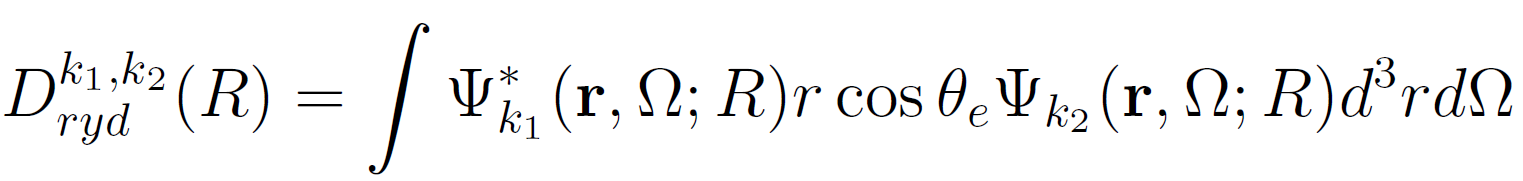 D_{ryd}^{k_1,k_2}(R) = \int \Psi_{k_1}^*(\mathbf{r}, \Omega; R) r \cos\theta_e \Psi_{k_2}(\mathbf{r}, \Omega; R) d^3r d\Omega